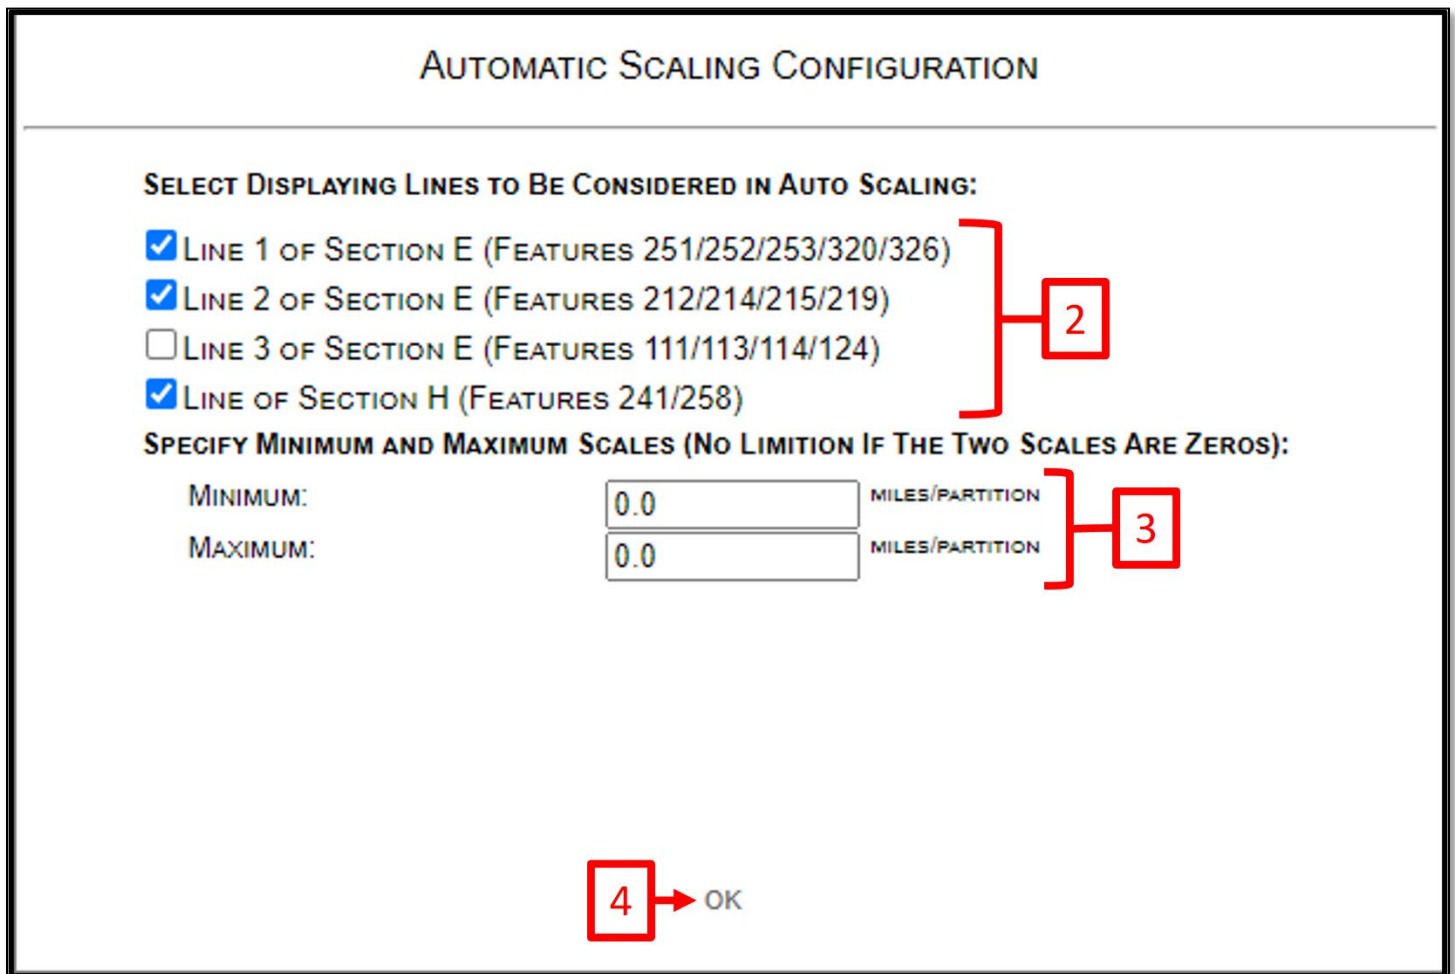 AUTOMATIC SCALING CONFIGURATION
SELECT DISPLAYING LINES TO BE CONSIDERED IN AUTO SCALING:
LINE 1 OF SECTION E (FEATURES 251/252/253/320/326)
LINE 2 OF SECTION E (FEATURES 212/214/215/219)
2
LINE 3 OF SECTION E (FEATURES 111/113/114/124)
LINE OF SECTION H (FEATURES 241/258)
SPECIFY MINIMUM AND MAXIMUM SCALES (NO LIMITION IF THE TWO SCALES ARE ZEROS):
MINIMUM: 0.0 MILES/PARTITION
3
MAXIMUM: 0.0 MILES/PARTITION
4 OK